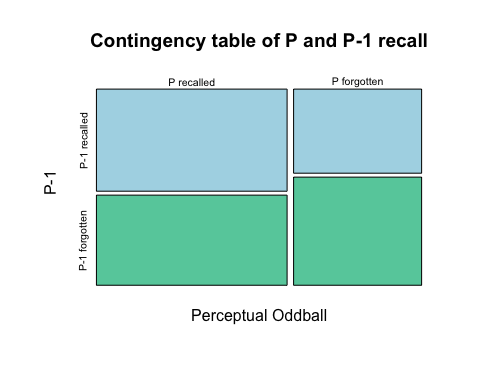 Contingency table of P and P-1 recall
P recalled
P forgotten
P-1 recalled
P-1
P-1 forgotten
Perceptual Oddball